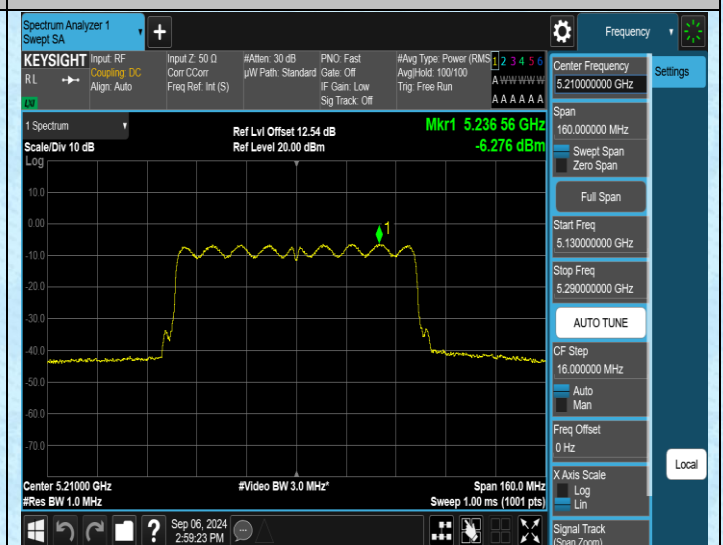 Spectrum Analyzer 1
Swept SA
Frequency
KEYSIGHT
R L
Input: RF
Coupling: DC
Align: Auto
Input Z: 50 Ω
Corr CCorr
Freq Ref: Int (S)
#Atten: 30 dB
µW Path: Standard
PNO: Fast
Gate: Off
IF Gain: Low
Sig Track: Off
#Avg Type: Power (RMS
Avg|Hold: 100/100
Trig: Free Run
1 2 3 4 5 6
A W W W W W
A A A A A A
1 Spectrum
Scale/Div 10 dB
Ref Lvl Offset 12.54 dB
Ref Level 20.00 dBm
Mkr1 5.236 56 GHz
-6.276 dBm
Log
10.0
0.00
-10.0
-20.0
-30.0
-40.0
-50.0
-60.0
-70.0
1
Center 5.21000 GHz
#Res BW 1.0 MHz
#Video BW 3.0 MHz*
Span 160.0 MHz
Sweep 1.00 ms (1001 pts)
Sep 06, 2024
2:59:23 PM
Center Frequency
5.210000000 GHz
Settings
Span
160.000000 MHz
Swept Span
Zero Span
Full Span
Start Freq
5.130000000 GHz
Stop Freq
5.290000000 GHz
AUTO TUNE
CF Step
16.000000 MHz
Auto
Man
Freq Offset
0 Hz
Local
X Axis Scale
Log
Lin
Signal Track
(Span Zoom)